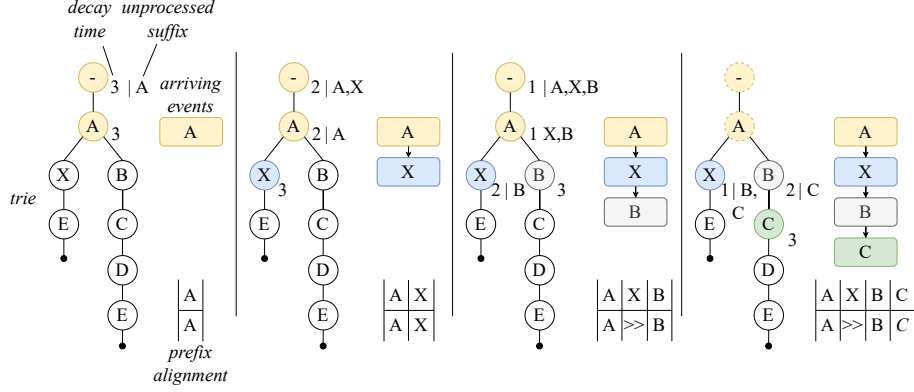 decay unprocessed
time suffix
-
3 | A
arriving
events
A
3
A
X
B
trie
E
C
D
E
A
A
prefix
alignment
-
2 | A,X
A
2 | A
A
X
3
B
X
E
C
D
E
A X
A X
-
1 | A,X,B
A
1 X,B
A
X
2 | B
B
3
X
E
C
B
D
E
A X B
A >> B
-
A
A
X
1 | B,
C
B
2 | C
X
E
C
3
B
D
C
E
A X B C
A >> B C